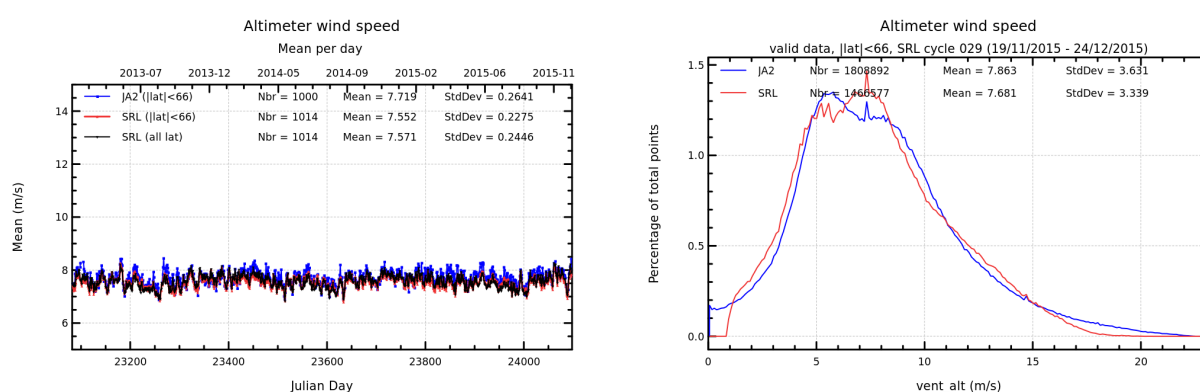 Altimeter wind speed
Mean per day
2013-07 2013-12 2014-05 2014-09 2015-02 2015-06 2015-11
14
JA2 (|lat|<66) Nbr = 1000 Mean = 7.719 StdDev = 0.2641
SRL (|lat|<66) Nbr = 1014 Mean = 7.552 StdDev = 0.2275
SRL (all lat) Nbr = 1014 Mean = 7.571 StdDev = 0.2446
12
10
8
6
Mean (m/s)
23200 23400 23600 23800 24000
Julian Day
Altimeter wind speed
valid data, |lat|<66, SRL cycle 029 (19/11/2015 - 24/12/2015)
1.5
JA2 Nbr = 1808892 Mean = 7.863 StdDev = 3.631
SRL Nbr = 1466577 Mean = 7.681 StdDev = 3.339
1.0
0.5
0.0
Percentage of total points
0 5 10 15 20
vent_alt (m/s)